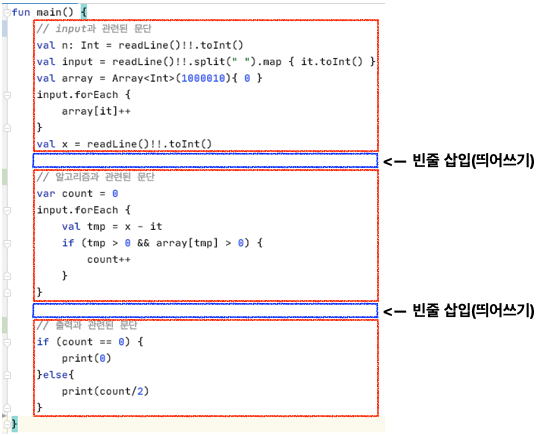 fun main() {
// input과 관련된 문단
val n: Int = readLine()!!.toInt()
val input = readLine()!!.split(" ").map { it.toInt() }
val array = Array<Int>(1000010){ 0 }
input.forEach {
array[it]++
}
val x = readLine()!!.toInt()
<— 빈줄 삽입(띄어쓰기)
// 알고리즘과 관련된 문단
var count = 0
input.forEach {
val tmp = x - it
if (tmp > 0 && array[tmp] > 0) {
count++
}
}
<— 빈줄 삽입(띄어쓰기)
// 출력과 관련된 문단
if (count == 0) {
print(0)
}else{
print(count/2)
}
}